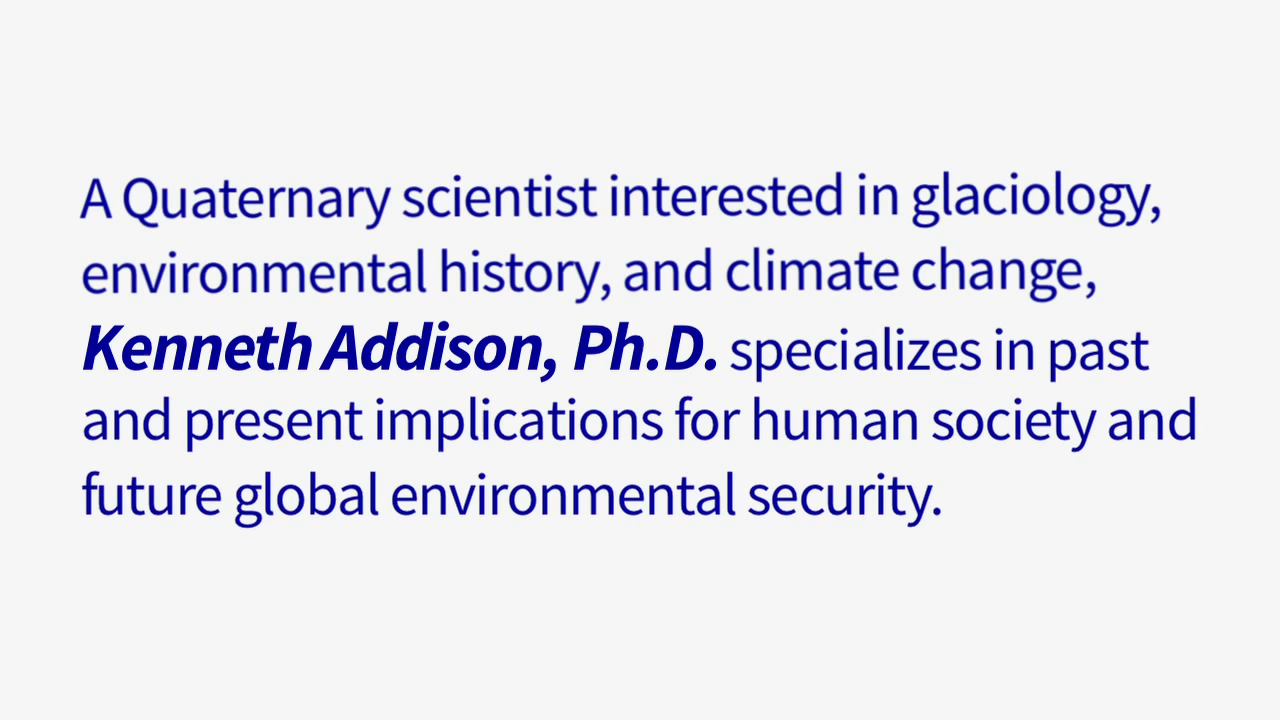 A Quaternary scientist interested in glaciology,
environmental history, and climate change,
Kenneth Addison, Ph.D. specializes in past
and present implications for human society and
future global environmental security.